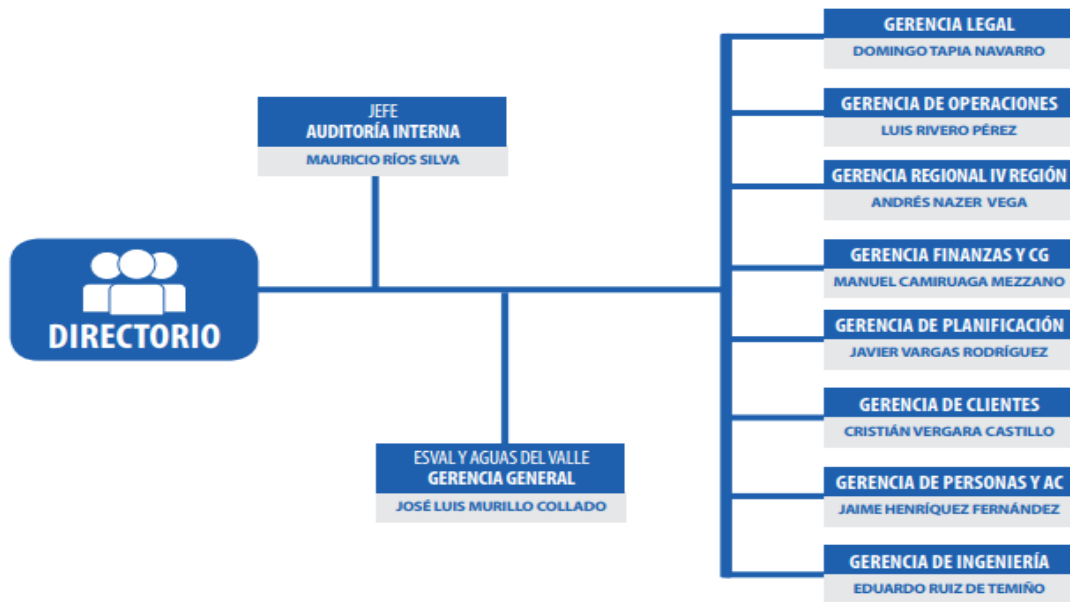 JEFE
AUDITORÍA INTERNA
MAURICIO RÍOS SILVA
DIRECTORIO
ESVAL Y AGUAS DEL VALLE
GERENCIA GENERAL
JOSÉ LUIS MURILLO COLLADO
GERENCIA LEGAL
DOMINGO TAPIA NAVARRO
GERENCIA DE OPERACIONES
LUIS RIVERO PÉREZ
GERENCIA REGIONAL IV REGIÓN
ANDRÉS NAZER VEGA
GERENCIA FINANZAS Y CG
MANUEL CAMIRUAGA MEZZANO
GERENCIA DE PLANIFICACIÓN
JAVIER VARGAS RODRÍGUEZ
GERENCIA DE CLIENTES
CRISTIÁN VERGARA CASTILLO
GERENCIA DE PERSONAS Y AC
JAIME HENRÍQUEZ FERNÁNDEZ
GERENCIA DE INGENIERÍA
EDUARDO RUIZ DE TEMIÑO